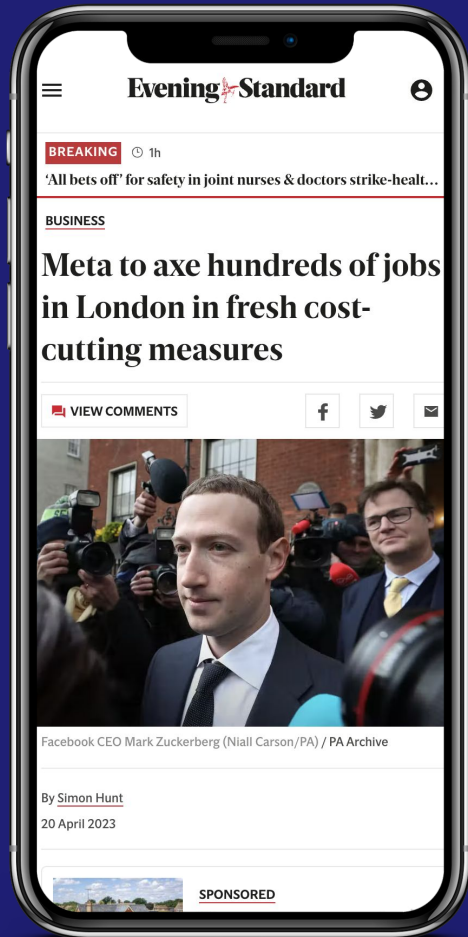 Evening Standard
BREAKING 1h
‘All bets off’ for safety in joint nurses & doctors strike-healt...
BUSINESS
Meta to axe hundreds of jobs
in London in fresh cost-
cutting measures
VIEW COMMENTS
Facebook CEO Mark Zuckerberg (Niall Carson/PA) / PA Archive
By Simon Hunt
20 April 2023
SPONSORED